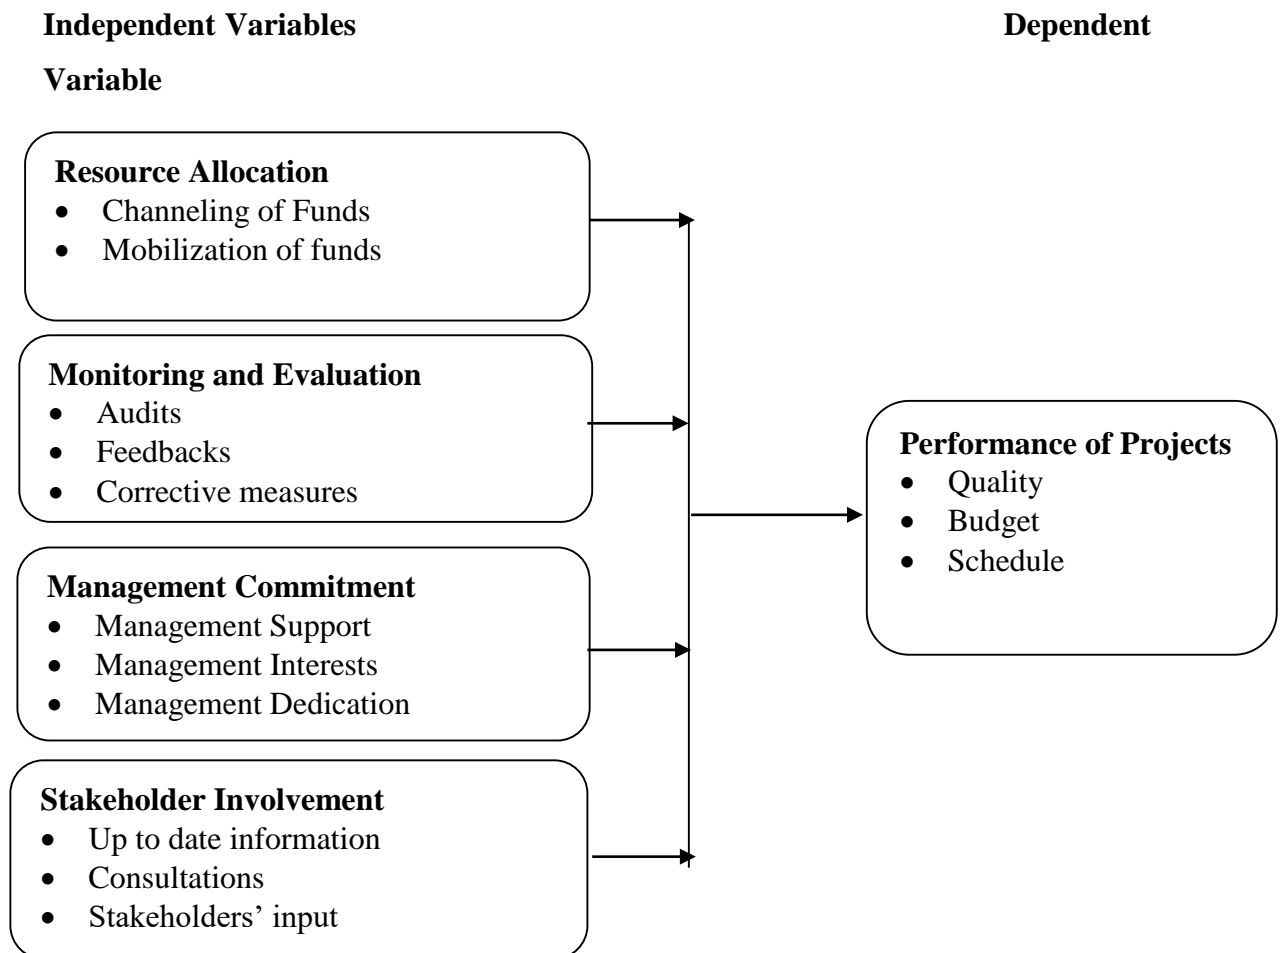 Independent Variables Dependent
Variable
Resource Allocation
• Channeling of Funds
• Mobilization of funds
Monitoring and Evaluation
• Audits
• Feedbacks
• Corrective measures
Management Commitment
• Management Support
• Management Interests
• Management Dedication
Stakeholder Involvement
• Up to date information
• Consultations
• Stakeholders’ input
Performance of Projects
• Quality
• Budget
• Schedule